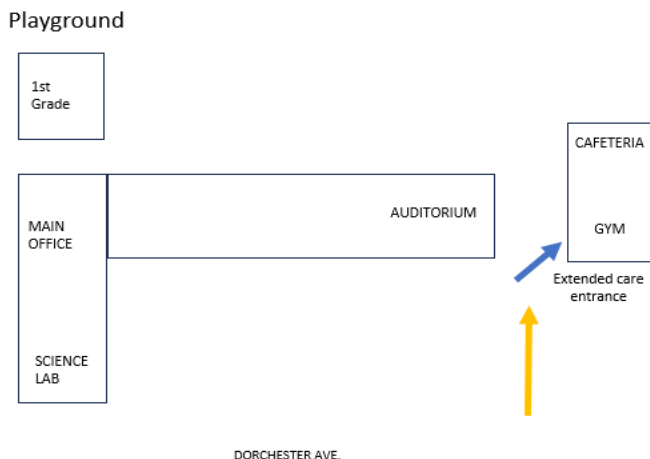 Playground
1st
Grade
CAFETERIA
AUDITORIUM
MAIN
OFFICE
GYM
Extended care
entrance
SCIENCE
LAB
DORCHESTER AVE.